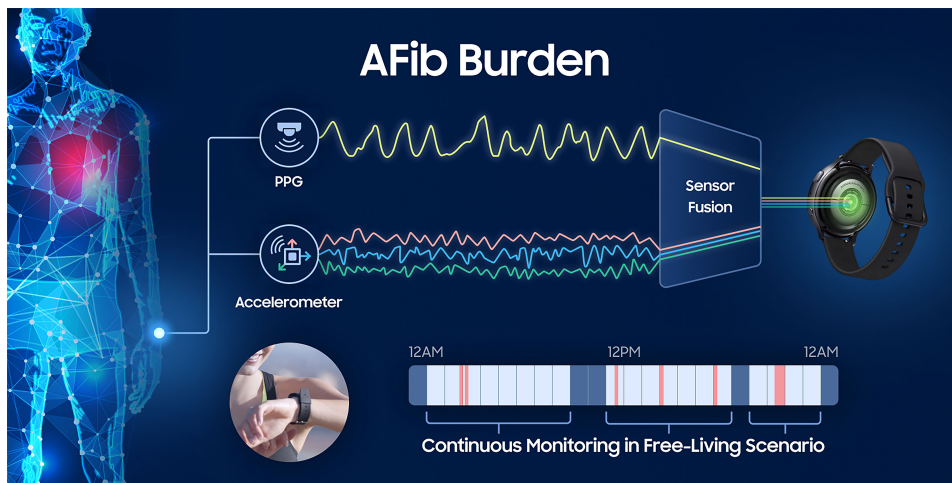 AFib Burden
PPG
Sensor
Fusion
Accelerometer
12AM
12PM
12AM
Continuous Monitoring in Free-Living Scenario